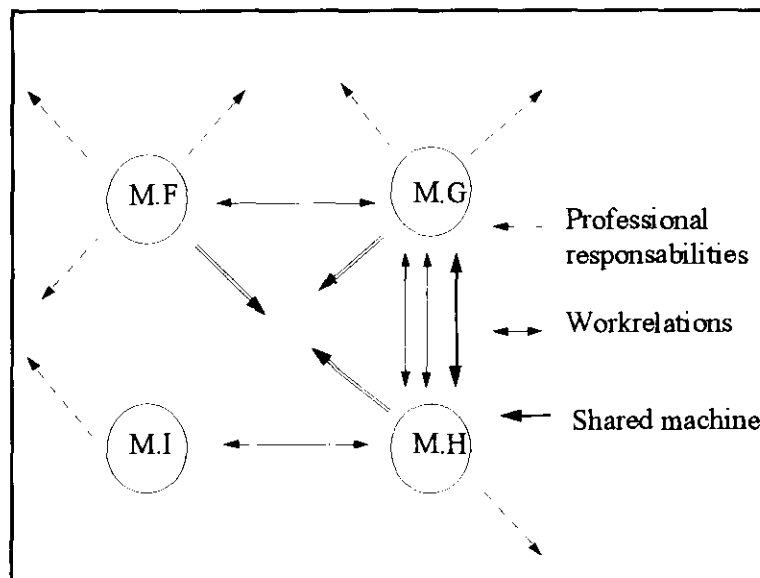 M.F
M.G
Professional
responsabilities
Workrelations
M.I
M.H
Shared machine